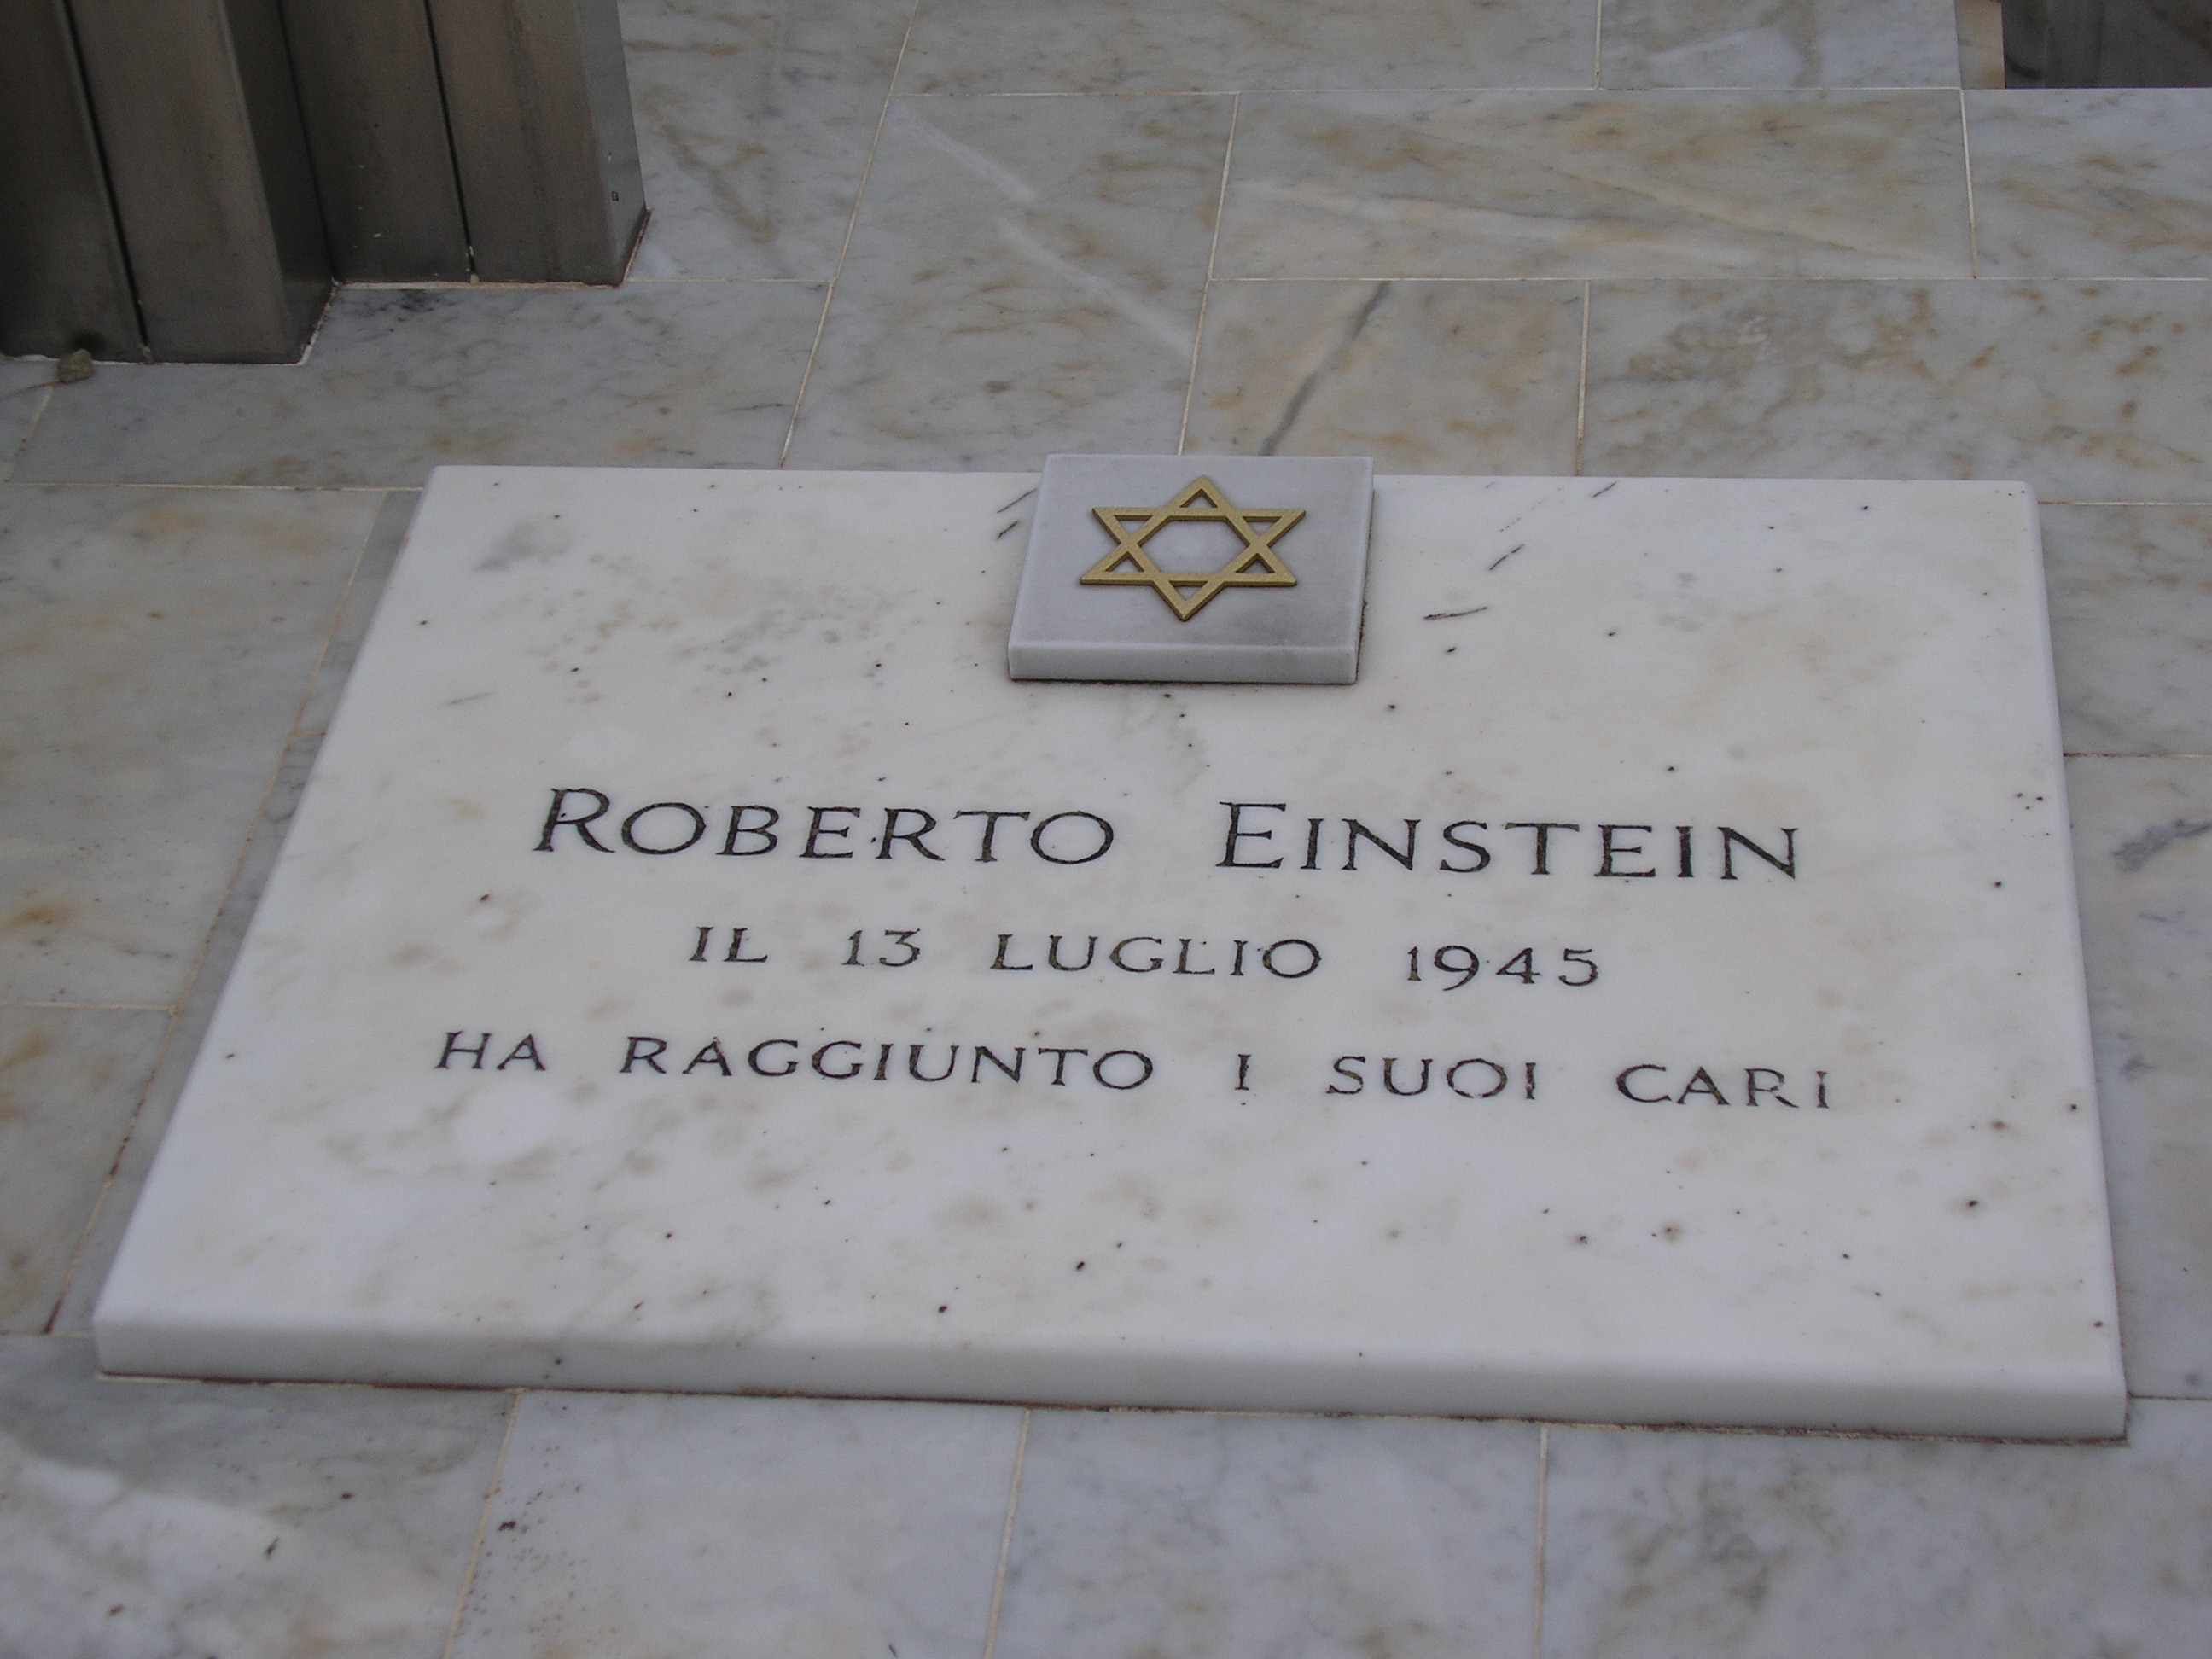 ROBERTO EINSTEIN
IL 13 LUGLIO 1945
HA RAGGIUNTO I SUOI CARI